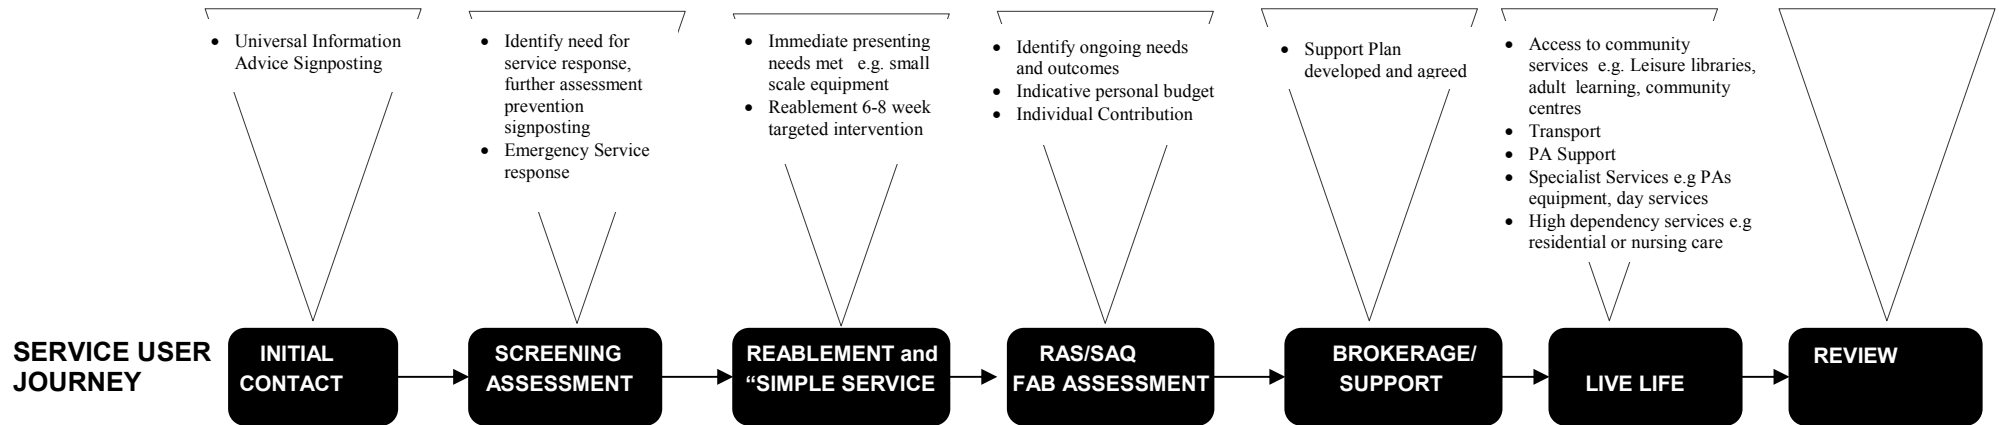 • Universal Information
Advice Signposting
• Identify need for
service response,
further assessment
prevention
signposting
• Emergency Service
response
• Immediate presenting
needs met e.g. small
scale equipment
• Reablement 6-8 week
targeted intervention
• Identify ongoing needs
and outcomes
• Indicative personal budget
• Individual Contribution
• Support Plan
developed and agreed
• Access to community
services e.g. Leisure libraries,
adult learning, community
centres
• Transport
• PA Support
• Specialist Services e.g PAs
equipment, day services
• High dependency services e.g
residential or nursing care
SERVICE USER
JOURNEY
INITIAL
CONTACT
SCREENING
ASSESSMENT
REABLEMENT and
“SIMPLE SERVICE
RAS/SAQ
FAB ASSESSMENT
BROKERAGE/
SUPPORT
LIVE LIFE
REVIEW